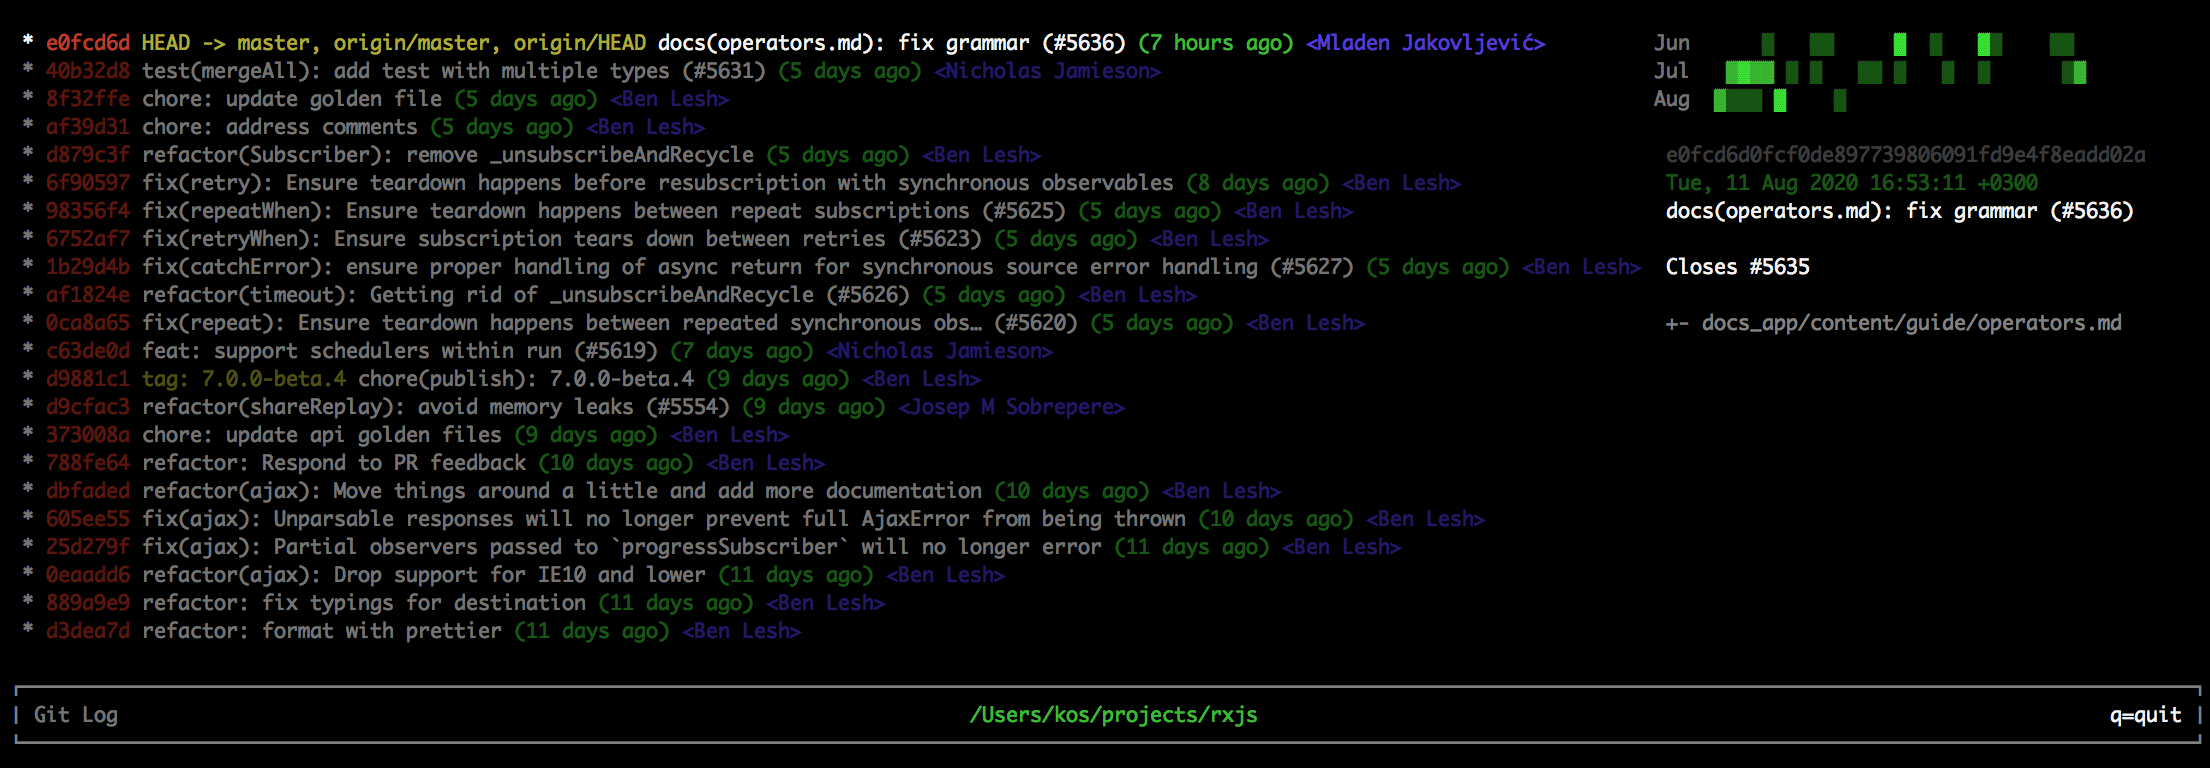 * e0fcd6d HEAD -> master, origin/master, origin/HEAD docs(operators.md): fix grammar (#5636) (7 hours ago) <Mladen Jakovljević>
* 40b32d8 test(mergeAll): add test with multiple types (#5631) (5 days ago) <Nicholas Jamieson>
* 8f32ffe chore: update golden file (5 days ago) <Ben Lesh>
* af39d31 chore: address comments (5 days ago) <Ben Lesh>
* d879c3f refactor(Subscriber): remove _unsubscribeAndRecycle (5 days ago) <Ben Lesh>
* 6f90597 fix(retry): Ensure teardown happens before resubscription with synchronous observables (8 days ago) <Ben Lesh>
* 98356f4 fix(repeatWhen): Ensure teardown happens between repeat subscriptions (#5625) (5 days ago) <Ben Lesh>
* 6752af7 fix(retryWhen): Ensure subscription tears down between retries (#5623) (5 days ago) <Ben Lesh>
* 1b29d4b fix(catchError): ensure proper handling of async return for synchronous source error handling (#5627) (5 days ago) <Ben Lesh>
* af1824e refactor(timeout): Getting rid of _unsubscribeAndRecycle (#5626) (5 days ago) <Ben Lesh>
* 0ca8a65 fix(repeat): Ensure teardown happens between repeated synchronous obs… (#5620) (5 days ago) <Ben Lesh>
* c63de0d feat: support schedulers within run (#5619) (7 days ago) <Nicholas Jamieson>
* d9881c1 tag: 7.0.0-beta.4 chore(publish): 7.0.0-beta.4 (9 days ago) <Ben Lesh>
* d9cfac3 refactor(shareReplay): avoid memory leaks (#5554) (9 days ago) <Josep M Sobrepere>
* 373008a chore: update api golden files (9 days ago) <Ben Lesh>
* 788fe64 refactor: Respond to PR feedback (10 days ago) <Ben Lesh>
* dbfaded refactor(ajax): Move things around a little and add more documentation (10 days ago) <Ben Lesh>
* 605ee55 fix(ajax): Unparsable responses will no longer prevent full AjaxError from being thrown (10 days ago) <Ben Lesh>
* 25d279f fix(ajax): Partial observers passed to `progressSubscriber` will no longer error (11 days ago) <Ben Lesh>
* 0eaadd6 refactor(ajax): Drop support for IE10 and lower (11 days ago) <Ben Lesh>
* 889a9e9 refactor: fix typings for destination (11 days ago) <Ben Lesh>
* d3dea7d refactor: format with prettier (11 days ago) <Ben Lesh>
Jun
Jul
Aug
e0fcd6d0fcf0de897739806091fd9e4f8eadd02a
Tue, 11 Aug 2020 16:53:11 +0300
docs(operators.md): fix grammar (#5636)
Closes #5635
+- docs_app/content/guide/operators.md
Git Log
/Users/kos/projects/rxjs
q=quit